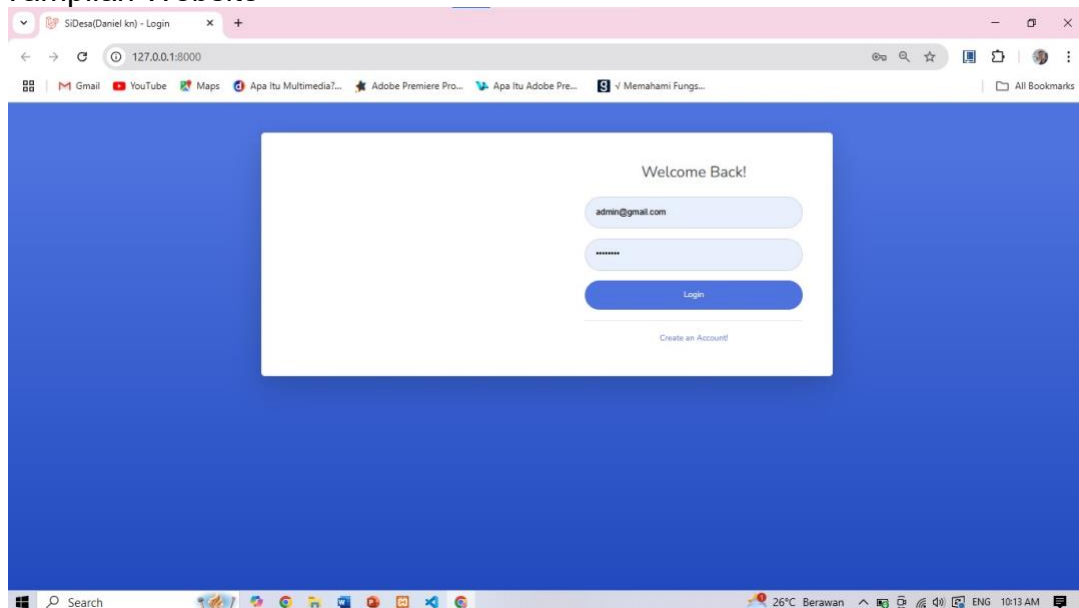 Tampilan Website
SiDesa(Daniel kn) - Login
127.0.0.1:8000
Gmail YouTube Maps Apa Itu Multimedia?... Adobe Premiere Pro... Apa Itu Adobe Pre... √ Memahami Fungs... All Bookmarks
Welcome Back!
admin@gmail.com
••••••••
Login
Create an Account!
Search 26°C Berawan ENG 10:13 AM